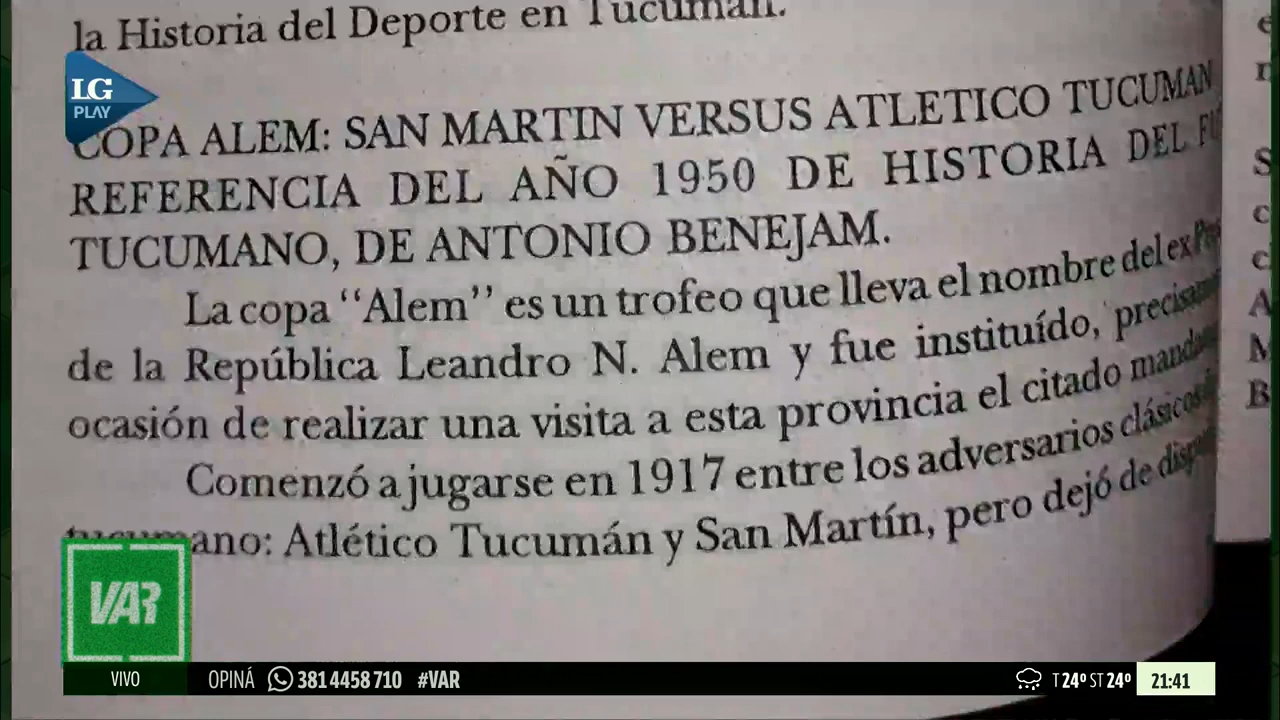 la Historia del Deporte en Tucumán.
LG
PLAY
COPA ALEM: SAN MARTIN VERSUS ATLETICO TUCUMAN
REFERENCIA DEL AÑO 1950 DE HISTORIA DEL
TUCUMANO, DE ANTONIO BENEJAM.
La copa “Alem” es un trofeo que lleva el nombre del ex
de la República Leandro N. Alem y fue instituído,
ocasión de realizar una visita a esta provincia el citado
Comenzó a jugarse en 1917 entre los adversarios clásicos
tucumano: Atlético Tucumán y San Martín, pero dejó de
VAR
VIVO OPINÁ 381 4458 710 #VAR T 24º ST 24º 21:41